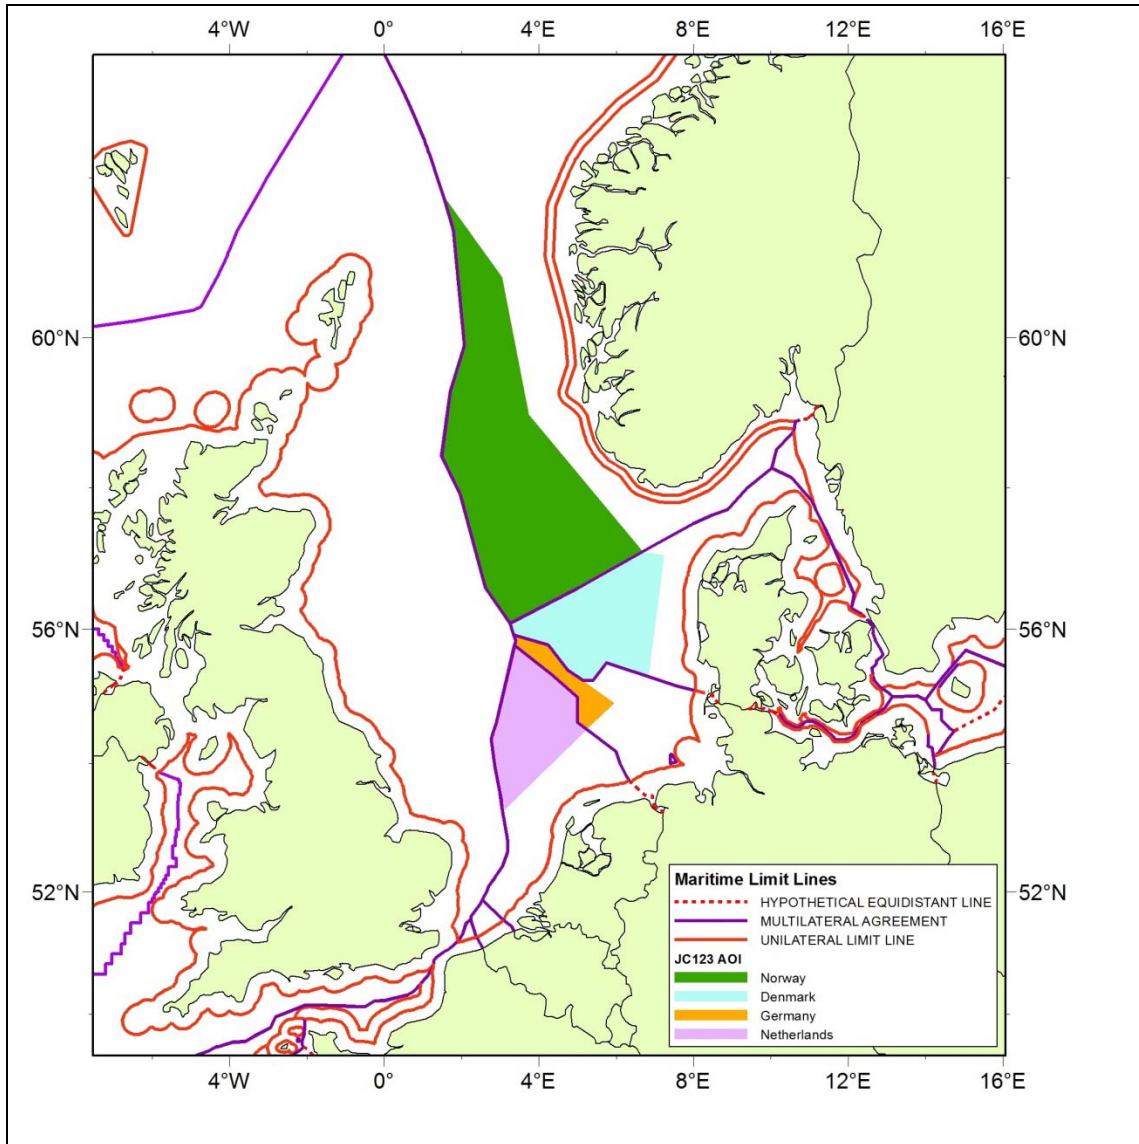 4°W 0° 4°E 8°E 12°E 16°E
60°N 60°N
56°N 56°N
52°N 52°N
Maritime Limit Lines
HYPOTHETICAL EQUIDISTANT LINE
MULTILATERAL AGREEMENT
UNILATERAL LIMIT LINE
JC123 AOI
Norway
Denmark
Germany
Netherlands
4°W 0° 4°E 8°E 12°E 16°E